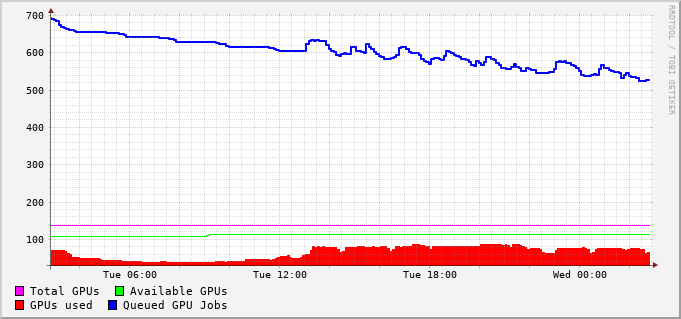 700
600
500
400
300
200
100
Tue 06:00 Tue 12:00 Tue 18:00 Wed 00:00
Total GPUs Available GPUs
GPUs used Queued GPU Jobs
RRDTOOL / TOBI OETIKER